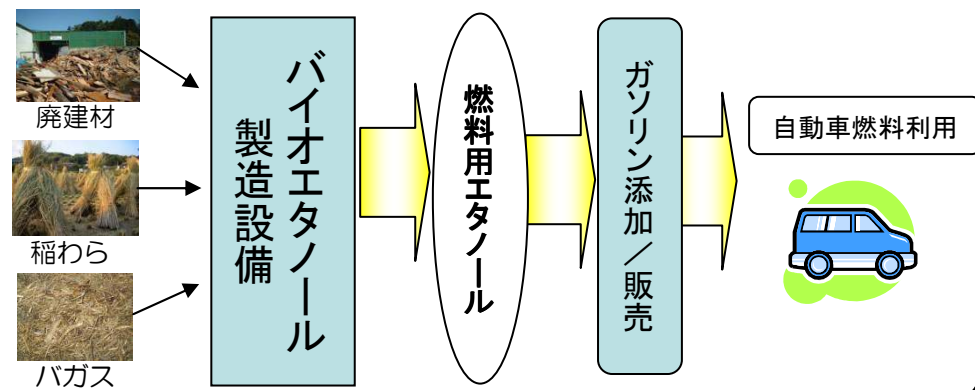 廃建材
稲わら
バガス
バイオエタノール
製造設備
燃料用エタノール
ガソリン添加／販売
自動車燃料利用